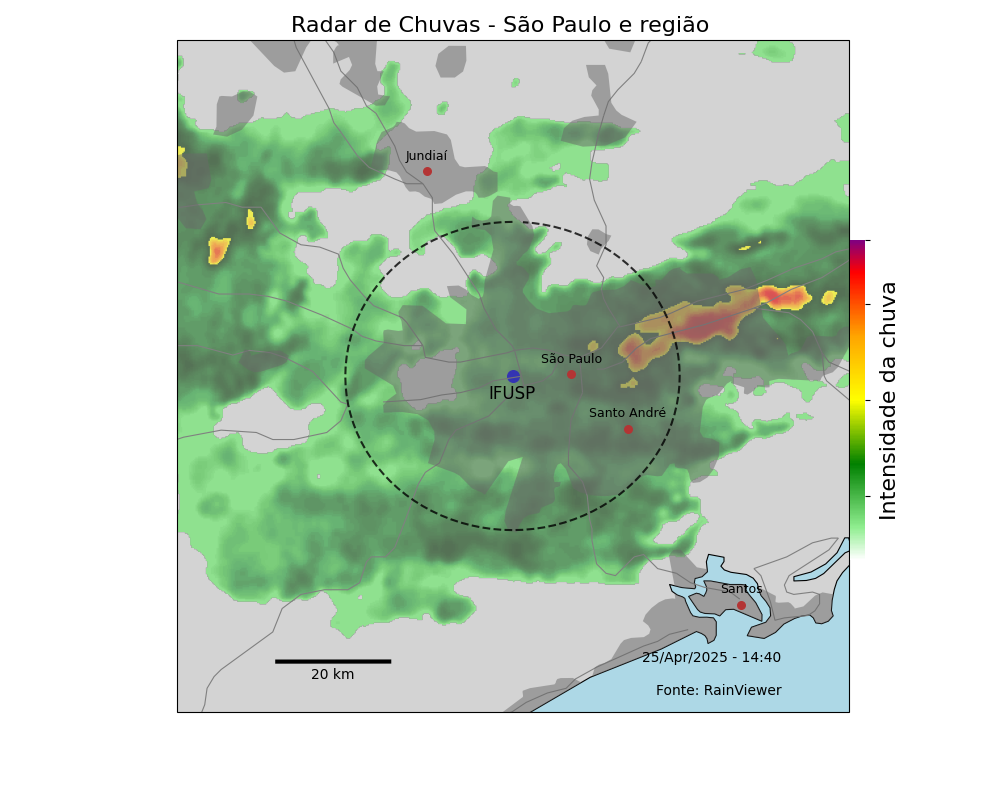 Radar de Chuvas - São Paulo e região
Jundiaí
São Paulo
IFUSP
Santo André
Intensidade da chuva
Santos
25/Apr/2025 - 14:40
20 km
Fonte: RainViewer